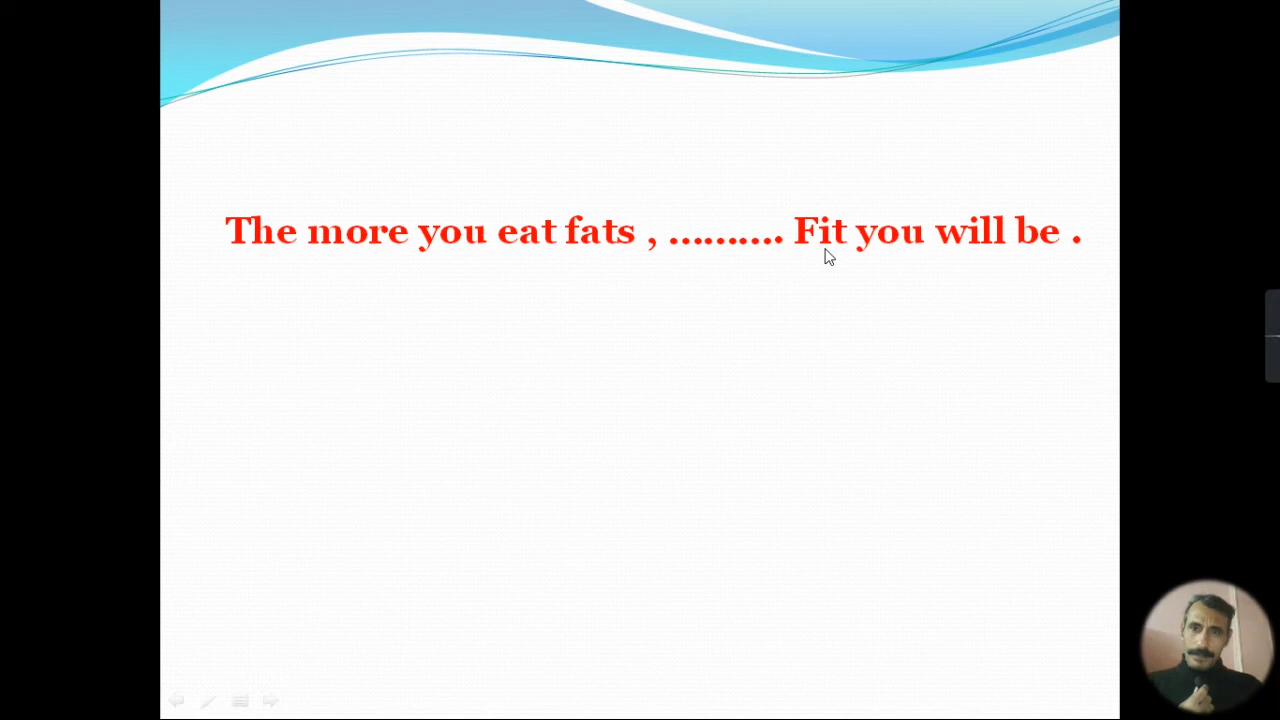 The more you eat fats , .......... Fit you will be .